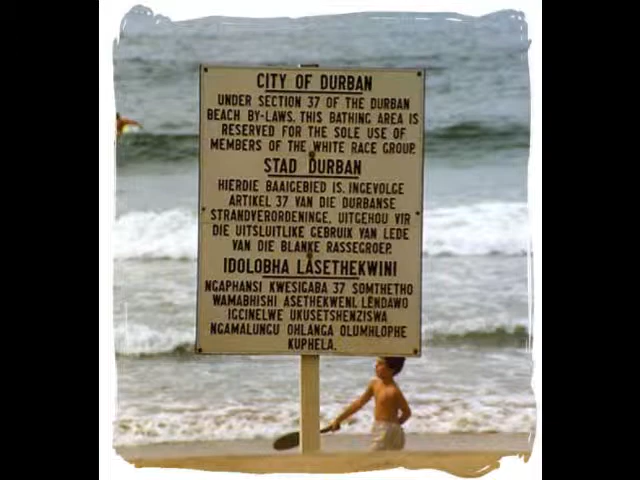 CITY OF DURBAN
UNDER SECTION 37 OF THE DURBAN
BEACH BY-LAWS, THIS BATHING AREA IS
RESERVED FOR THE SOLE USE OF
MEMBERS OF THE WHITE RACE GROUP.
STAD DURBAN
HIERDIE BAAIGEBIED IS, INGEVOLGE
ARTIKEL 37 VAN DIE DURBANSE
STRANDVERORDENINGE, UITGEHOU VIR
DIE UITSLUITLIKE GEBRUIK VAN LEDE
VAN DIE BLANKE RASSEGROEP.
IDOLOBHA LASETHEKWINI
NGAPHANSI KWESIGABA 37 SOMTHETHO
WAMABHISHI ASETHEKWENI, LENDAWO
IGCINELWE UKUSETSHENZISWA
NGAMALUNGU OHLANGA OLUMHLOPHE
KUPHELA.